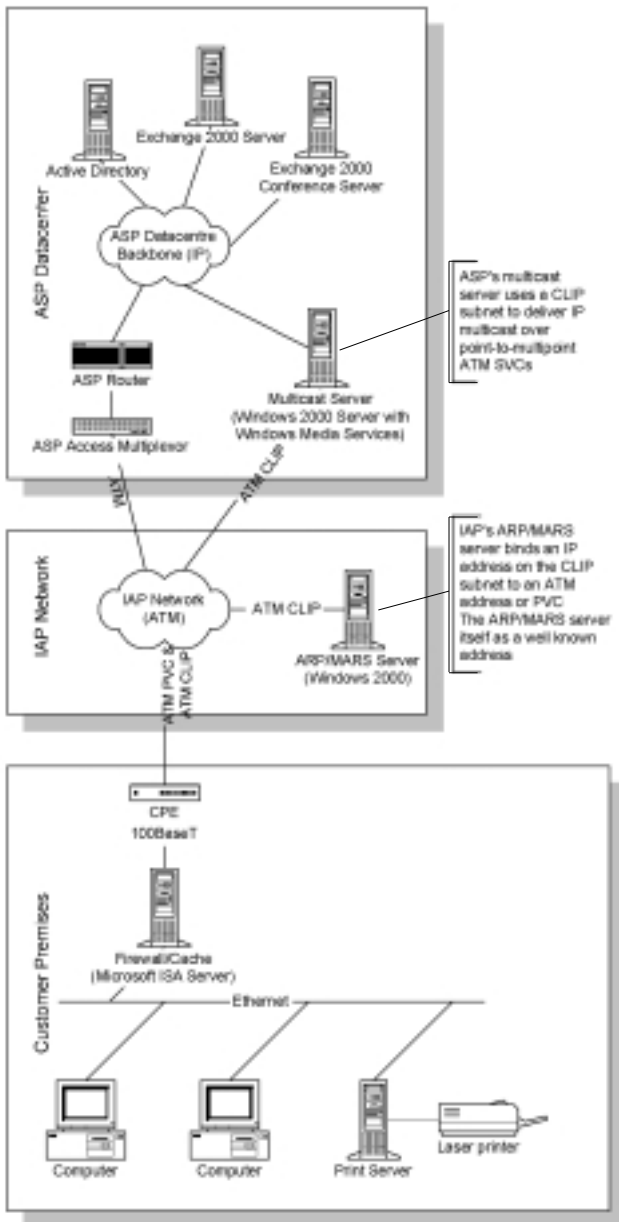 ASP Datacenter
Exchange 2000 Server
Active Directory
Exchange 2000
Conference Server
ASP Datacentre
Backbone (IP)
ASP's multicast
server uses a CLIP
subnet to deliver IP
multicast over
point-to-multipoint
ATM SVCs
ASP Router
Multicast Server
(Windows 2000 Server with
Windows Media Services)
ASP Access Multiplexor
ATM
ATM CLIP
IAP Network
IAP Network
(ATM)
ATM CLIP
ARP/MARS Server
(Windows 2000)
IAP's ARP/MARS
server binds an IP
address on the CLIP
subnet to an ATM
address or PVC
The ARP/MARS server
itself as a well known
address
ATM PVC &
ATM CLIP
Customer Premises
CPE
100BaseT
Firewall/Cache
(Microsoft ISA Server)
Ethernet
Computer
Computer
Print Server
Laser printer